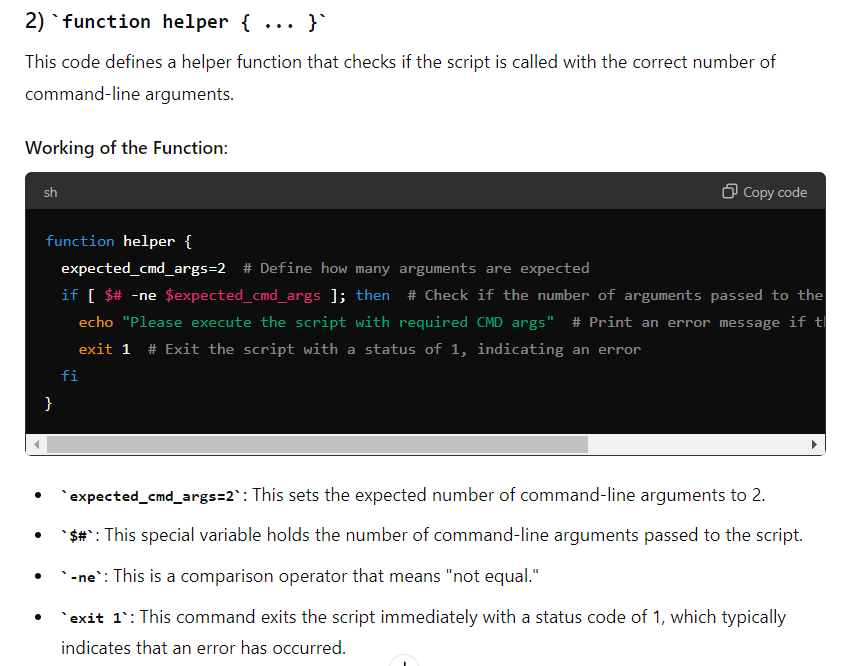 2) `function helper { ... }`
This code defines a helper function that checks if the script is called with the correct number of
command-line arguments.
Working of the Function:
sh
Copy code
function helper {
expected_cmd_args=2  # Define how many arguments are expected
if [ $# -ne $expected_cmd_args ]; then  # Check if the number of arguments passed to the
echo "Please execute the script with required CMD args"  # Print an error message if
exit 1  # Exit the script with a status of 1, indicating an error
fi
}
• `expected_cmd_args=2`: This sets the expected number of command-line arguments to 2.
• `$#`: This special variable holds the number of command-line arguments passed to the script.
• `-ne`: This is a comparison operator that means "not equal."
• `exit 1`: This command exits the script immediately with a status code of 1, which typically
indicates that an error has occurred.